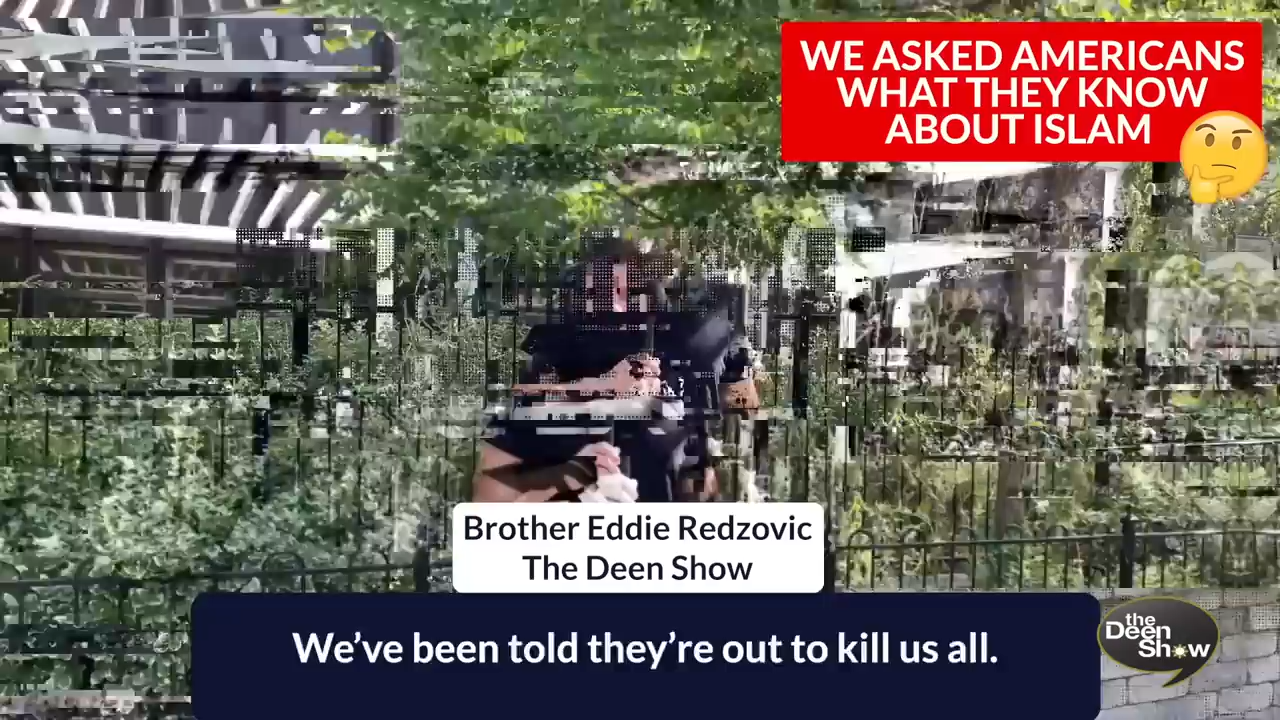 WE ASKED AMERICANS
WHAT THEY KNOW
ABOUT ISLAM
Brother Eddie Redzovic
The Deen Show
We've been told they're out to kill us all.
the
Deen
Show